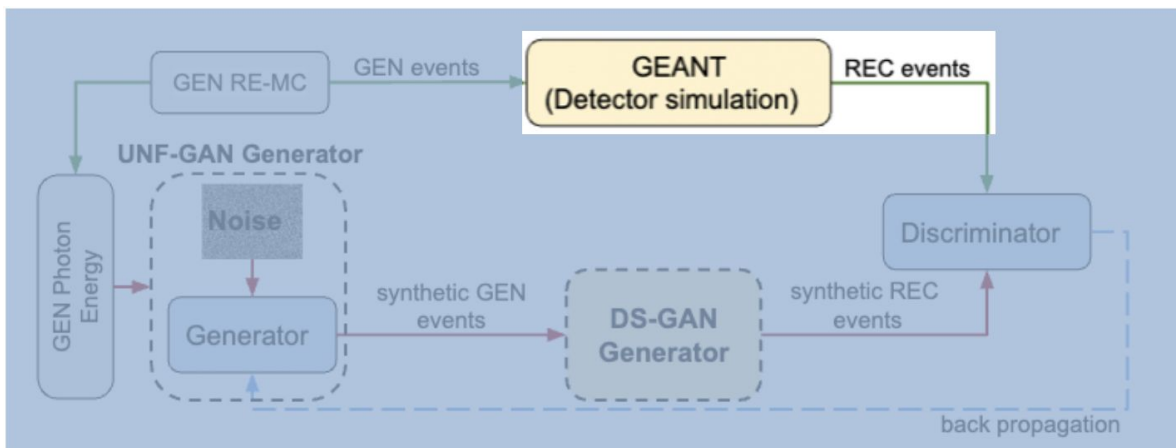 GEN RE-MC
GEN events
GEANT
(Detector simulation)
REC events
UNF-GAN Generator
GEN Photon
Energy
Noise
Generator
synthetic GEN
events
DS-GAN
Generator
synthetic REC
events
Discriminator
back propagation